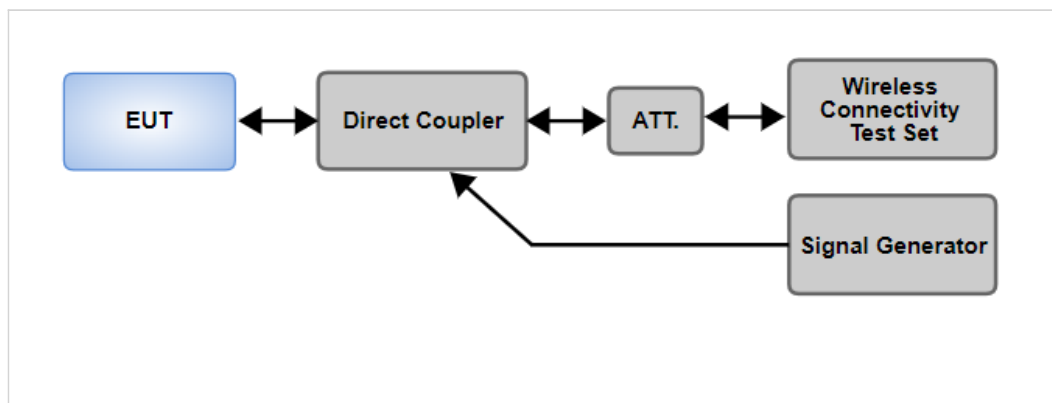 EUT
Direct Coupler
ATT.
Wireless
Connectivity
Test Set
Signal Generator